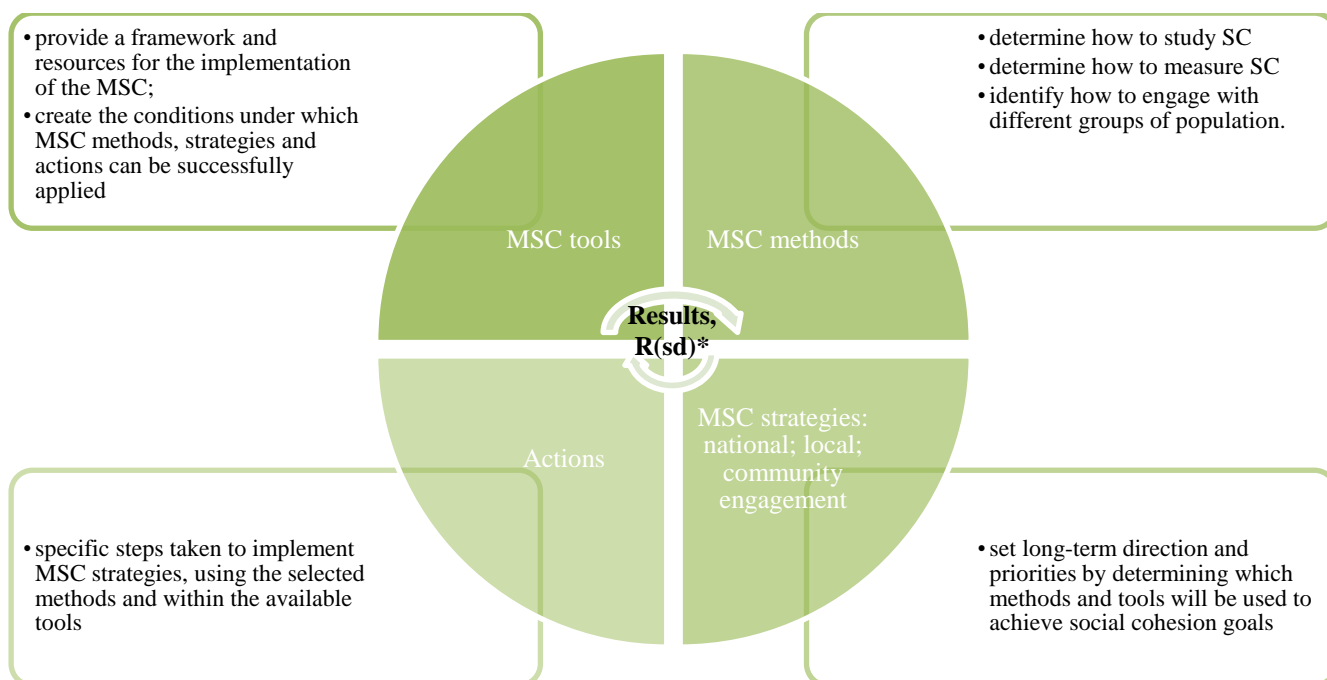 • provide a framework and
resources for the implementation
of the MSC;
• create the conditions under which
MSC methods, strategies and
actions can be successfully
applied
• determine how to study SC
• determine how to measure SC
• identify how to engage with
different groups of population.
MSC tools
MSC methods
Results,
R(sd)*
Actions
MSC strategies:
national; local;
community
engagement
• specific steps taken to implement
MSC strategies, using the selected
methods and within the available
tools
• set long-term direction and
priorities by determining which
methods and tools will be used to
achieve social cohesion goals